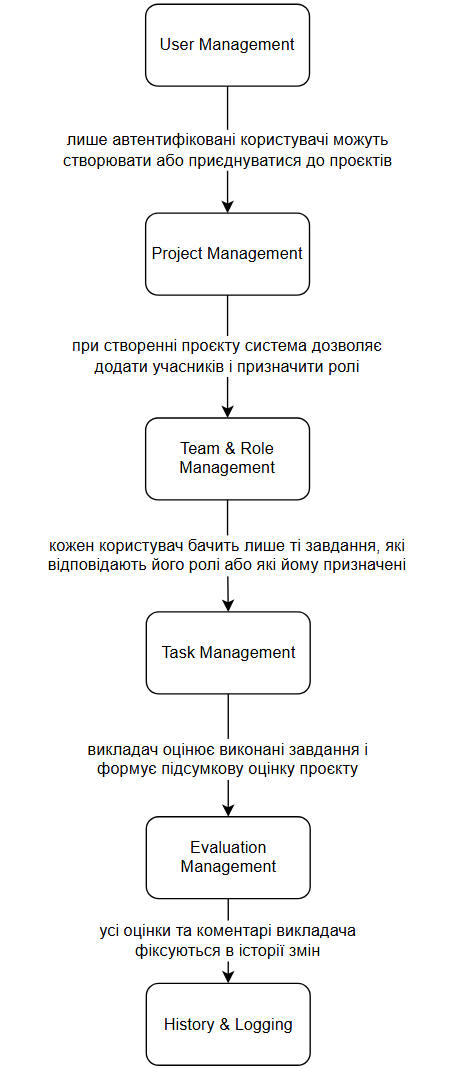 User Management
лише автентифіковані користувачі можуть
створювати або приєднуватися до проєктів
Project Management
при створенні проєкту система дозволяє
додати учасників і призначити ролі
Team & Role
Management
кожен користувач бачить лише ті завдання, які
відповідають його ролі або які йому призначені
Task Management
викладач оцінює виконані завдання і
формує підсумкову оцінку проєкту
Evaluation
Management
усі оцінки та коментарі викладача
фіксуються в історії змін
History & Logging